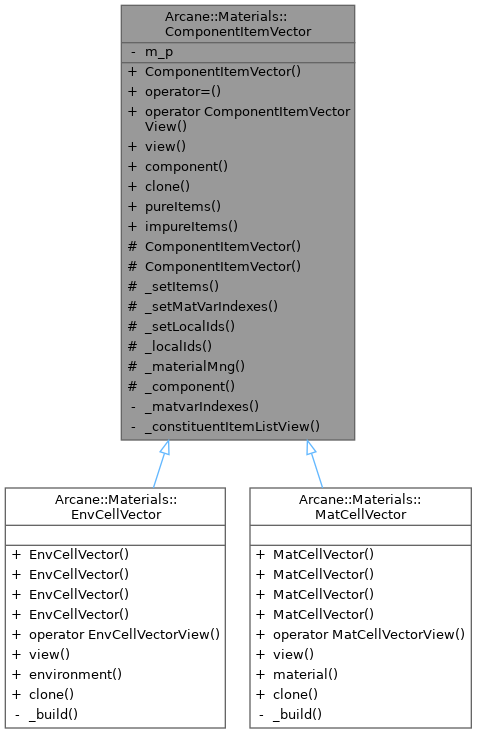 Arcane::Materials::
ComponentItemVector
- m_p
+ ComponentItemVector()
+ operator=()
+ operator ComponentItemVector
View()
+ view()
+ component()
+ clone()
+ pureItems()
+ impureItems()
# ComponentItemVector()
# ComponentItemVector()
# _setItems()
# _setMatVarIndexes()
# _setLocalIds()
# _localIds()
# _materialMng()
# _component()
- _matvarIndexes()
- _constituentItemListView()
Arcane::Materials::
EnvCellVector
+ EnvCellVector()
+ EnvCellVector()
+ EnvCellVector()
+ EnvCellVector()
+ operator EnvCellVectorView()
+ view()
+ environment()
+ clone()
- _build()
Arcane::Materials::
MatCellVector
+ MatCellVector()
+ MatCellVector()
+ MatCellVector()
+ MatCellVector()
+ operator MatCellVectorView()
+ view()
+ material()
+ clone()
- _build()